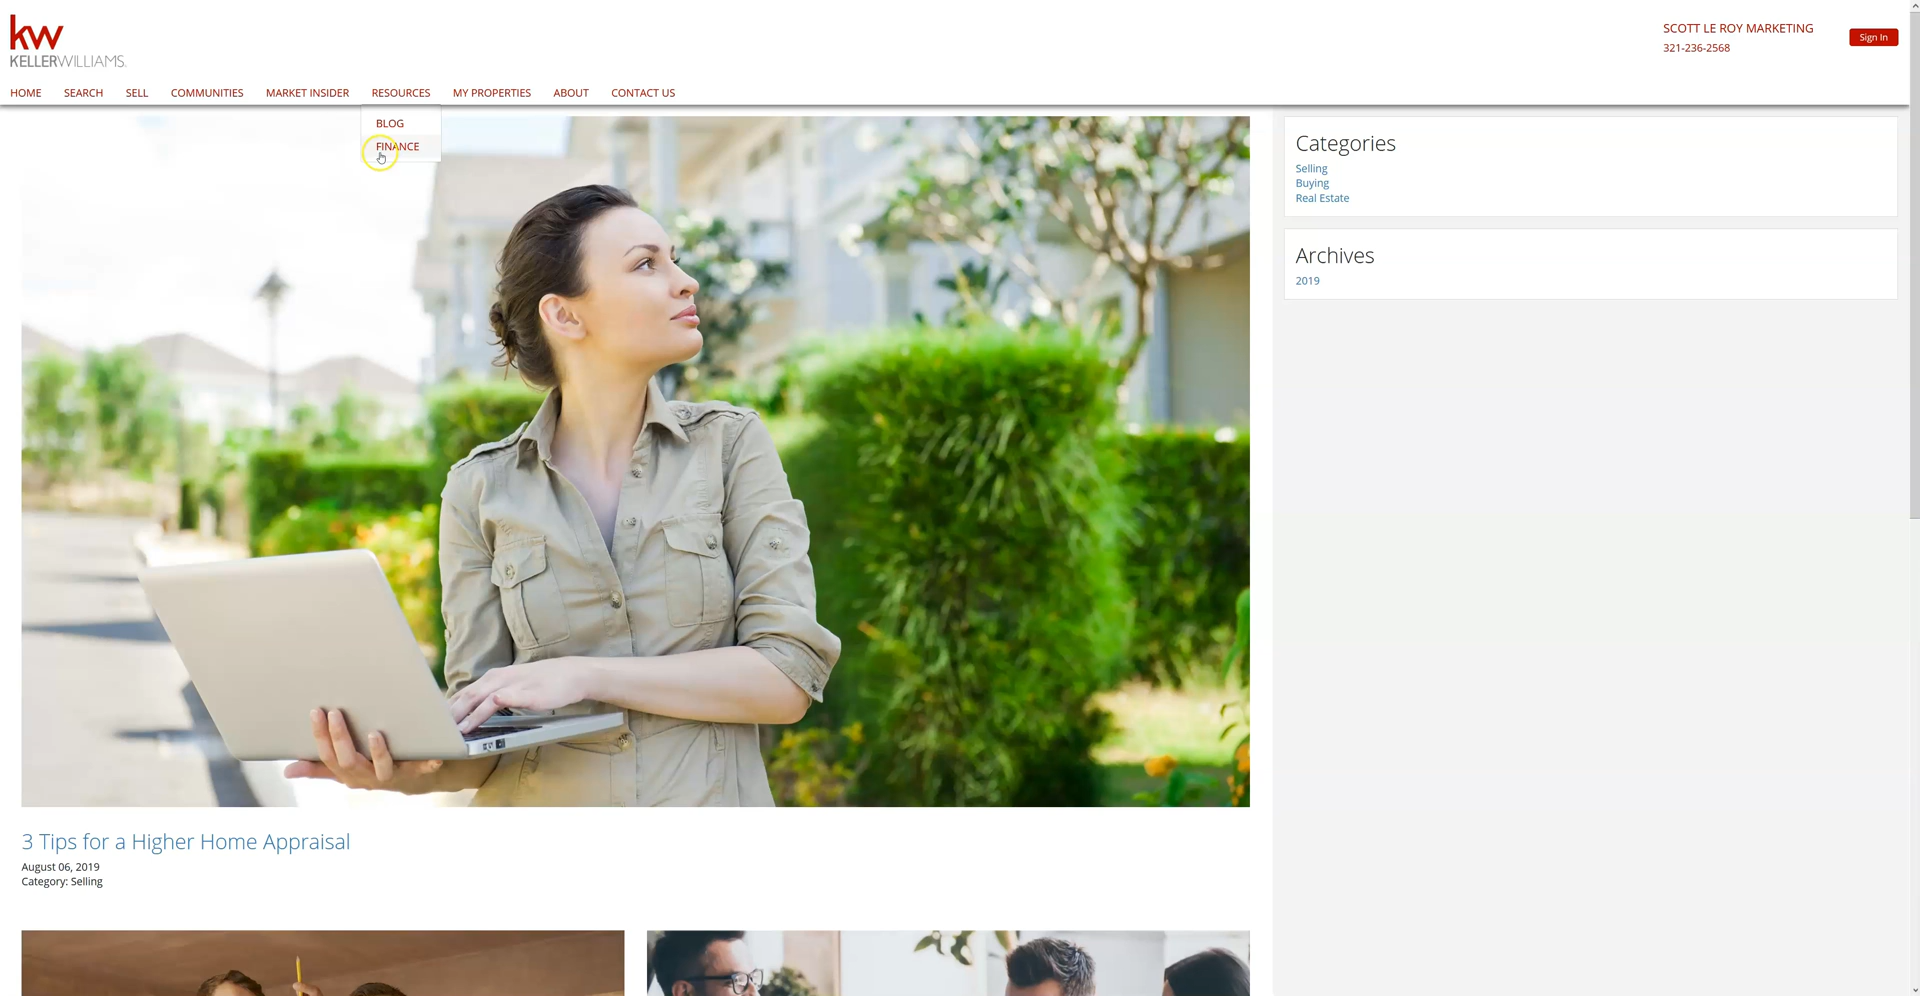 kw
KELLERWILLIAMS.
SCOTT LE ROY MARKETING
321-236-2568
Sign In
HOME SEARCH SELL COMMUNITIES MARKET INSIDER RESOURCES MY PROPERTIES ABOUT CONTACT US
BLOG
FINANCE
Categories
Selling
Buying
Real Estate
Archives
2019
3 Tips for a Higher Home Appraisal
August 06, 2019
Category: Selling